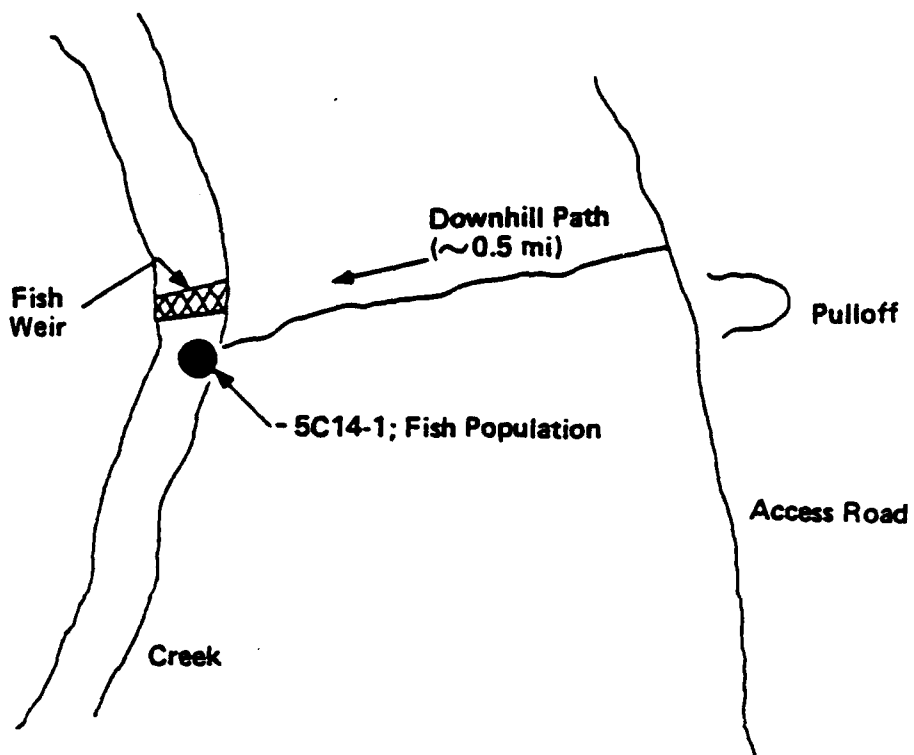 Downhill Path
(~0.5 mi)
Fish
Weir
Pulloff
- 5C14-1; Fish Population
Access Road
Creek